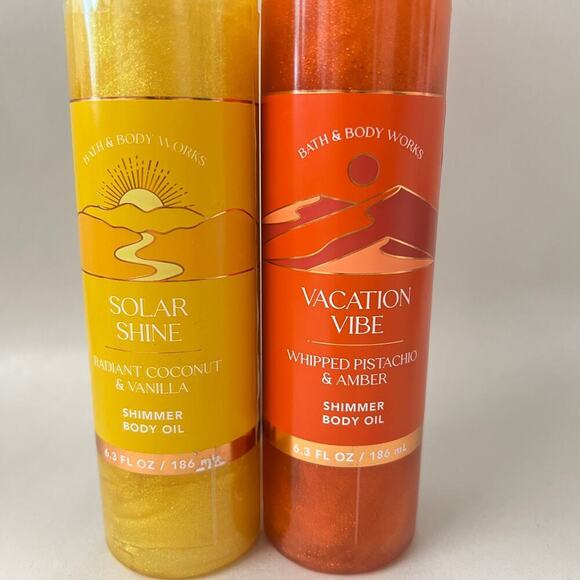 BATH & BODY WORKS
SOLAR
SHINE
RADIANT COCONUT
& VANILLA
SHIMMER
BODY OIL
6.3 FL OZ / 186 mL
BATH & BODY WORKS
VACATION
VIBE
WHIPPED PISTACHIO
& AMBER
SHIMMER
BODY OIL
6.3 FL OZ / 186 mL